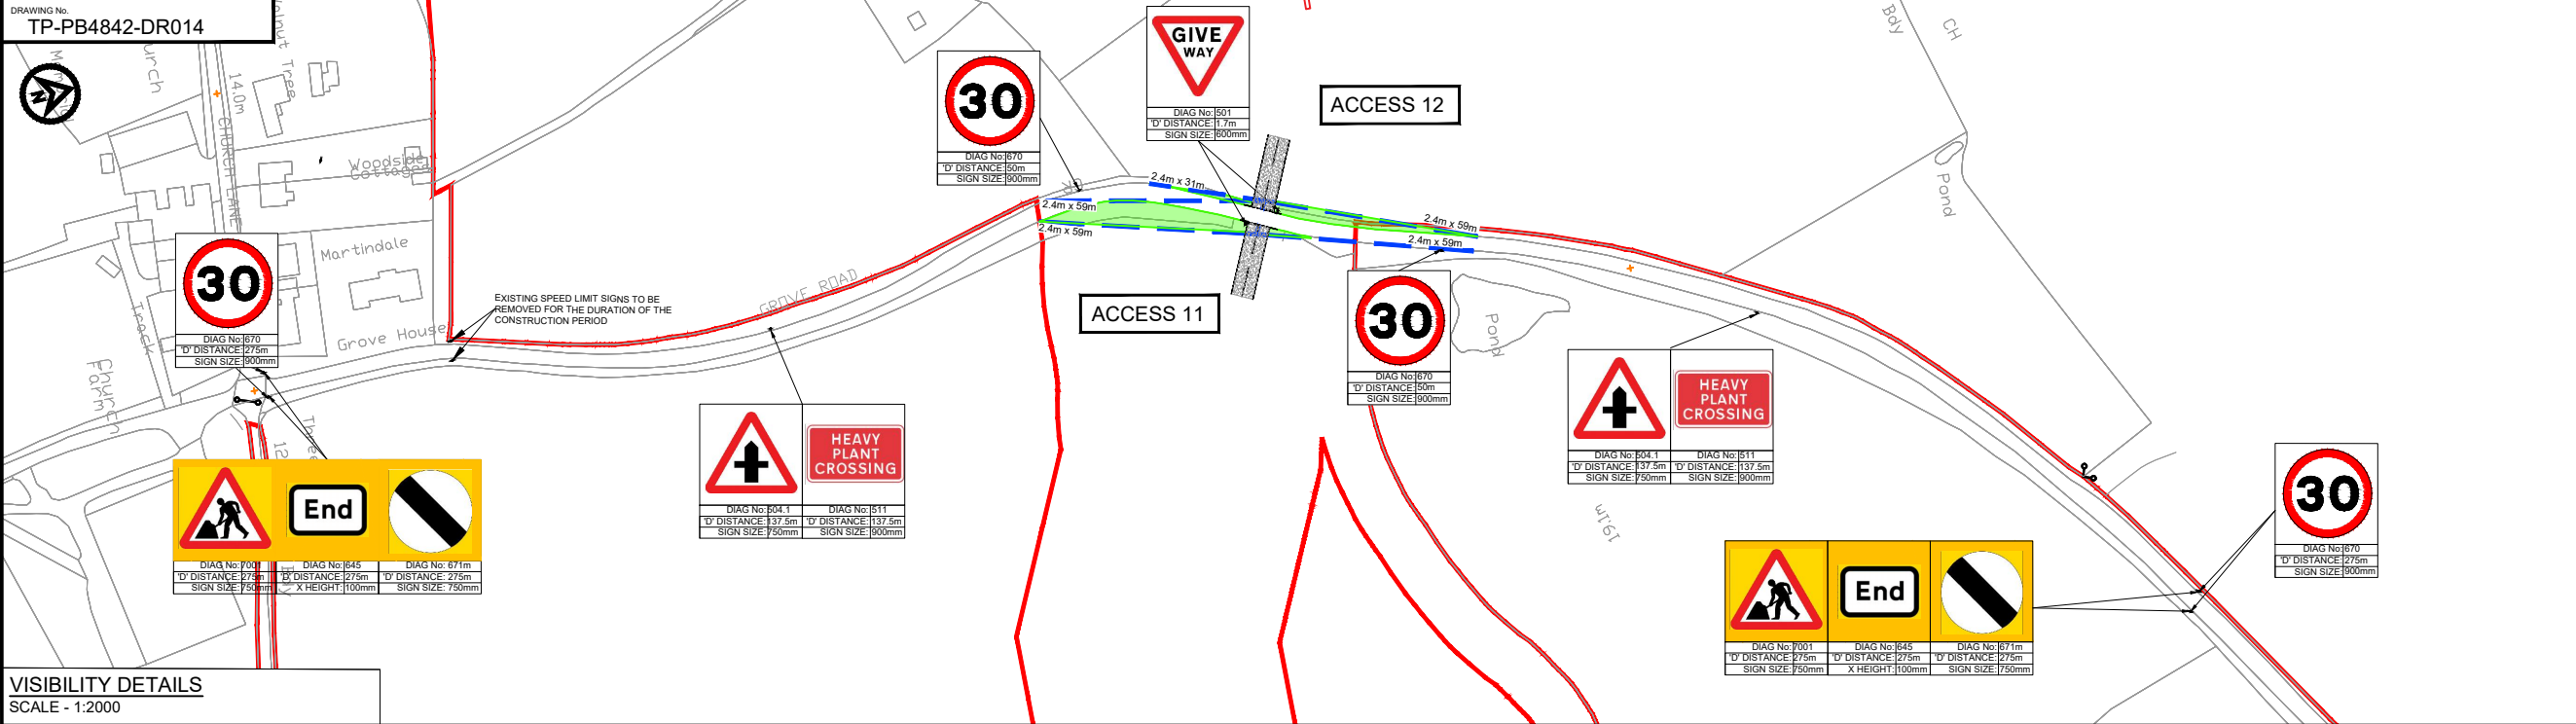 DRAWING No.
TP-PB4842-DR014
N
14.0m
CHURCH LANE
Woodside
Cottages
Martindale
Grove House
Track
Church
Farm
30
DIAG No: 670
'D' DISTANCE: 275m
SIGN SIZE: 900mm
EXISTING SPEED LIMIT SIGNS TO BE
REMOVED FOR THE DURATION OF THE
CONSTRUCTION PERIOD
GROVE ROAD
End
DIAG No: 7001 DIAG No: 645 DIAG No: 671m
'D' DISTANCE: 275m 'D' DISTANCE: 275m 'D' DISTANCE: 275m
SIGN SIZE: 750mm X HEIGHT: 100mm SIGN SIZE: 750mm
HEAVY
PLANT
CROSSING
DIAG No: 504.1 DIAG No: 511
'D' DISTANCE: 137.5m 'D' DISTANCE: 137.5m
SIGN SIZE: 750mm SIGN SIZE: 900mm
30
DIAG No: 670
'D' DISTANCE: 50m
SIGN SIZE: 900mm
GIVE
WAY
DIAG No: 501
'D' DISTANCE: 1.7m
SIGN SIZE: 600mm
ACCESS 12
2.4m x 31m
2.4m x 59m
2.4m x 59m
2.4m x 59m
2.4m x 59m
ACCESS 11
30
DIAG No: 670
'D' DISTANCE: 50m
SIGN SIZE: 900mm
Pond
Bdy
CH
Pond
HEAVY
PLANT
CROSSING
DIAG No: 504.1 DIAG No: 511
'D' DISTANCE: 137.5m 'D' DISTANCE: 137.5m
SIGN SIZE: 750mm SIGN SIZE: 900mm
19.1m
End
DIAG No: 7001 DIAG No: 645 DIAG No: 671m
'D' DISTANCE: 275m 'D' DISTANCE: 275m 'D' DISTANCE: 275m
SIGN SIZE: 750mm X HEIGHT: 100mm SIGN SIZE: 750mm
30
DIAG No: 670
'D' DISTANCE: 275m
SIGN SIZE: 900mm
VISIBILITY DETAILS
SCALE - 1:2000